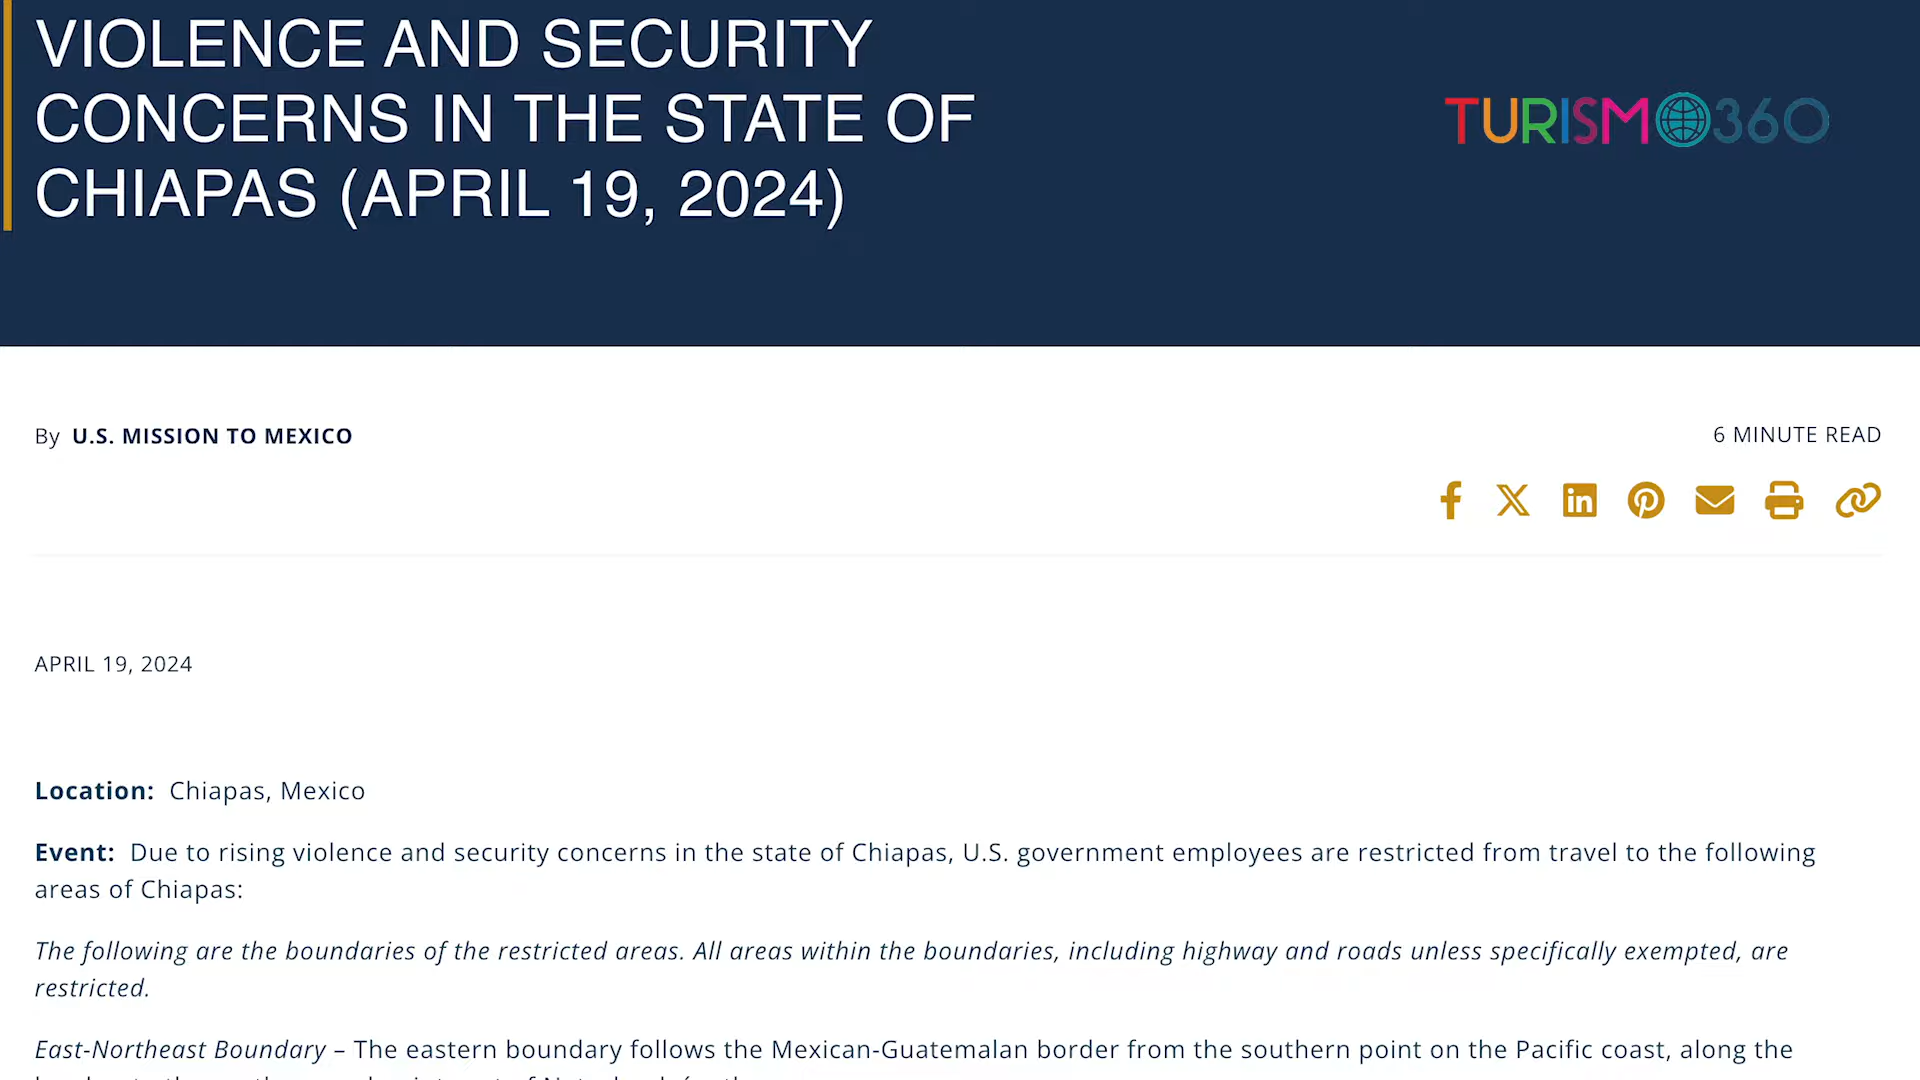 VIOLENCE AND SECURITY
CONCERNS IN THE STATE OF
CHIAPAS (APRIL 19, 2024)
TURISMO360
By U.S. MISSION TO MEXICO
6 MINUTE READ
APRIL 19, 2024
Location: Chiapas, Mexico
Event: Due to rising violence and security concerns in the state of Chiapas, U.S. government employees are restricted from travel to the following
areas of Chiapas:
The following are the boundaries of the restricted areas. All areas within the boundaries, including highway and roads unless specifically exempted, are
restricted.
East-Northeast Boundary – The eastern boundary follows the Mexican-Guatemalan border from the southern point on the Pacific coast, along the